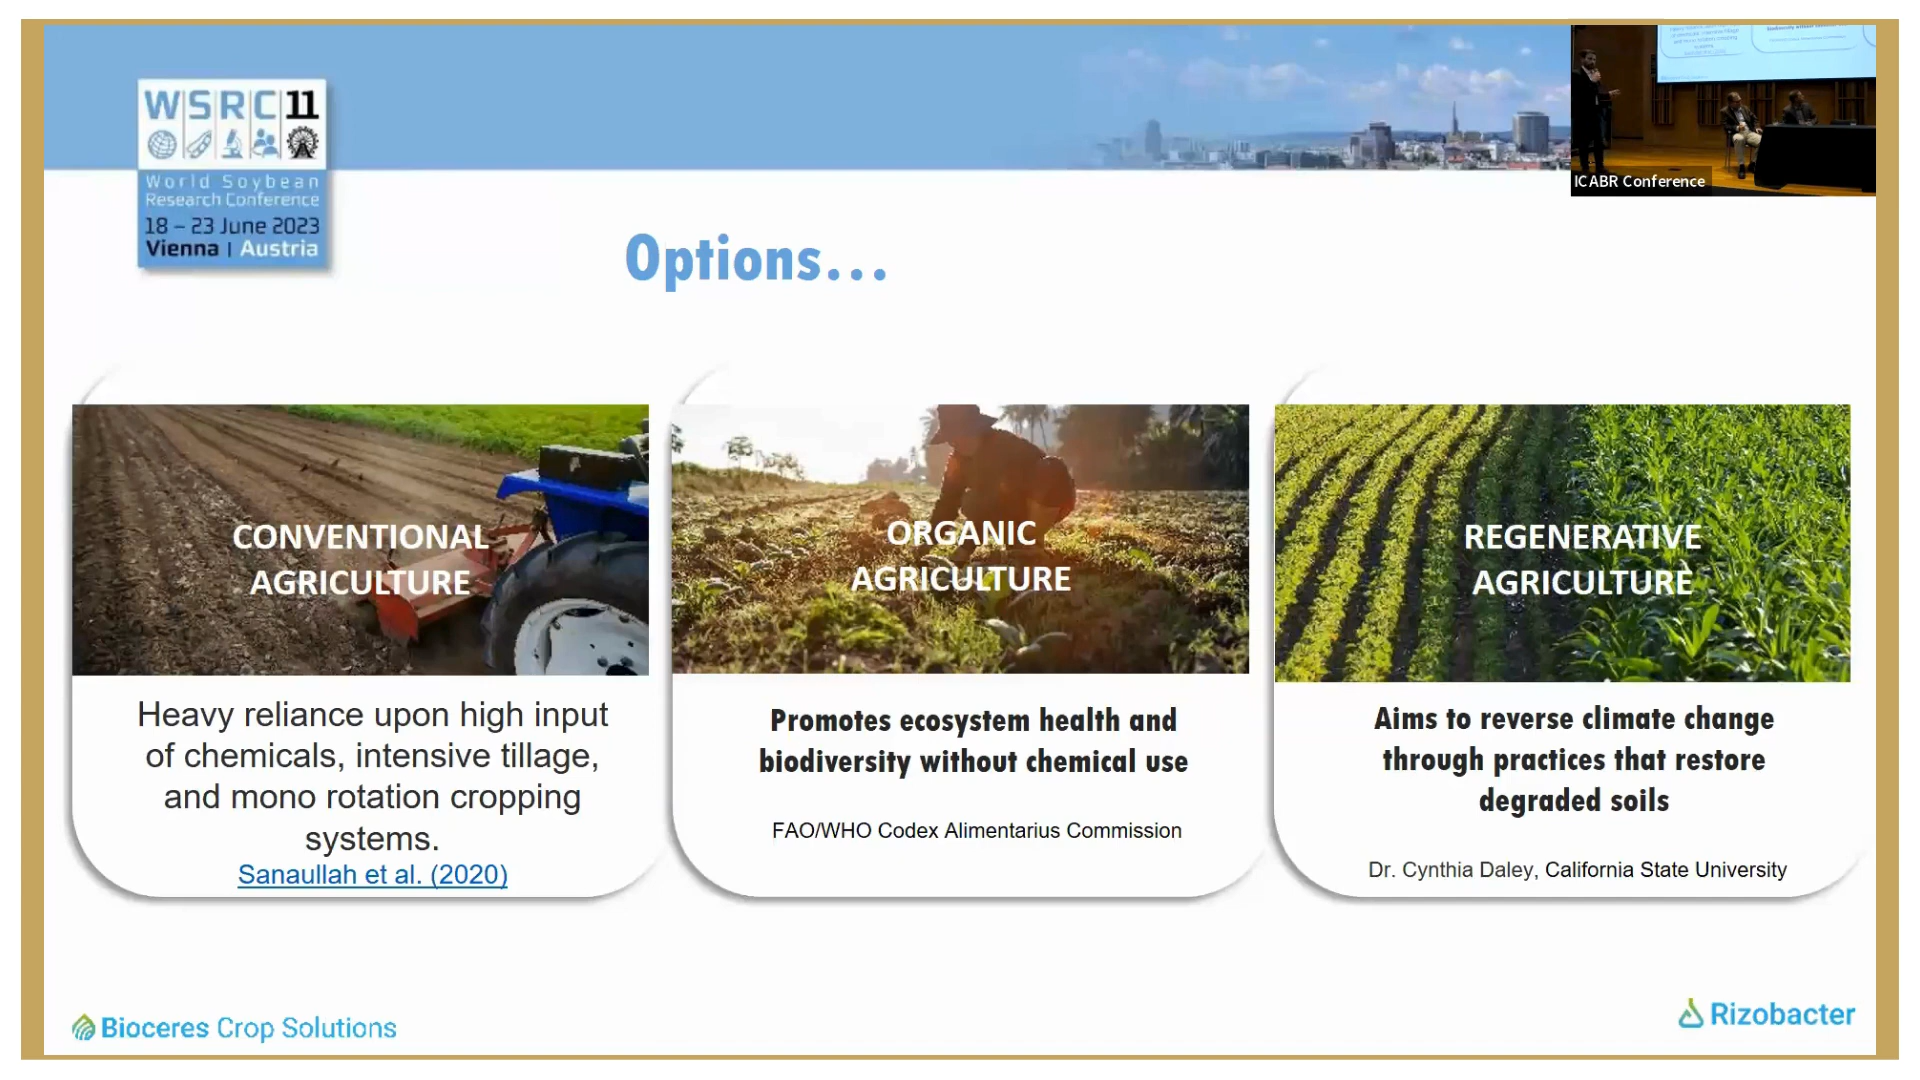 WSRC11
World Soybean
Research Conference
18 – 23 June 2023
Vienna | Austria
ICABR Conference
Options...
CONVENTIONAL
AGRICULTURE
Heavy reliance upon high input
of chemicals, intensive tillage,
and mono rotation cropping
systems.
Sanaullah et al. (2020)
ORGANIC
AGRICULTURE
Promotes ecosystem health and
biodiversity without chemical use
FAO/WHO Codex Alimentarius Commission
REGENERATIVE
AGRICULTURE
Aims to reverse climate change
through practices that restore
degraded soils
Dr. Cynthia Daley, California State University
Bioceres Crop Solutions
Rizobacter